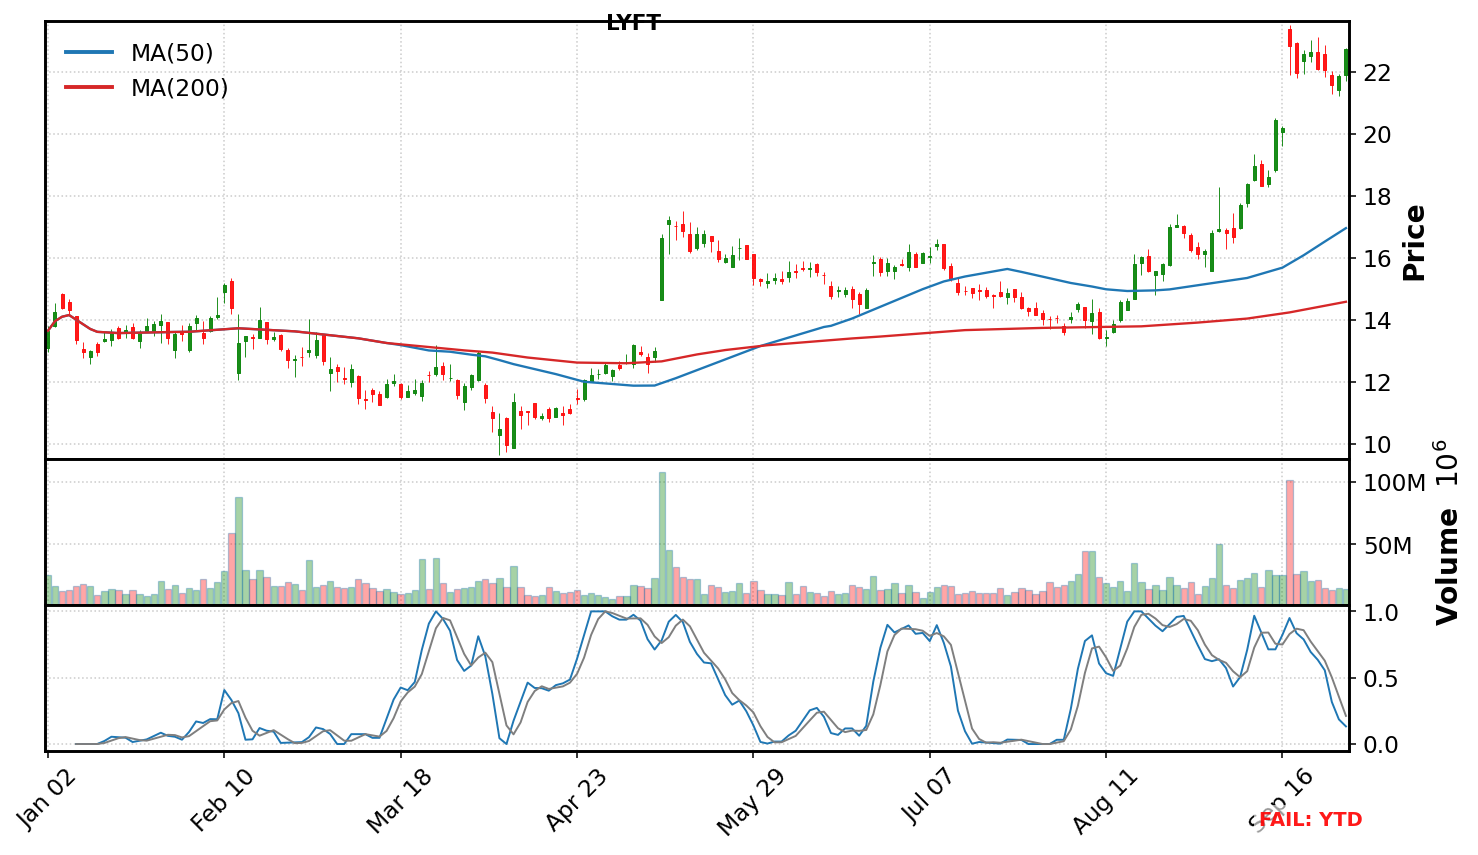 LYFT
MA(50)
MA(200)
22
20
18
16
14
12
10
Price
100M
50M
Volume 10⁶
1.0
0.5
0.0
Jan 02
Feb 10
Mar 18
Apr 23
May 29
Jul 07
Aug 11
Sep 16
FAIL: YTD